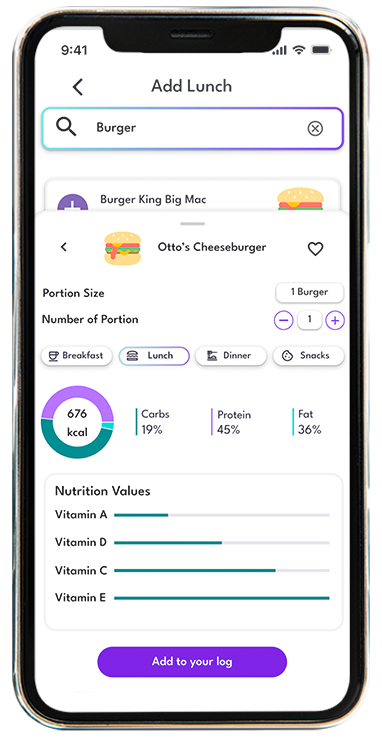 9:41
Add Lunch
Burger
Burger King Big Mac
Otto's Cheeseburger
Portion Size
1 Burger
Number of Portion
1
Breakfast
Lunch
Dinner
Snacks
676
kcal
Carbs
19%
Protein
45%
Fat
36%
Nutrition Values
Vitamin A
Vitamin D
Vitamin C
Vitamin E
Add to your log